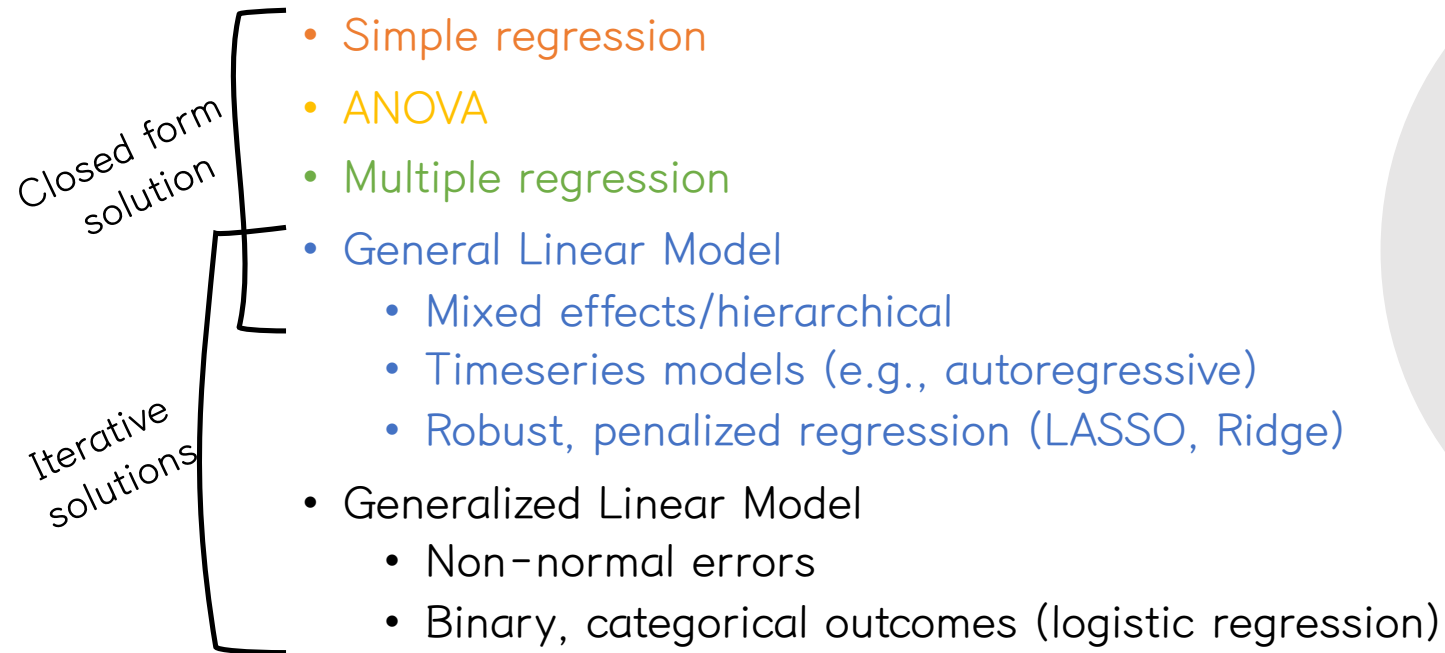 Closed form
solution
Iterative
solutions
• Simple regression
• ANOVA
• Multiple regression
• General Linear Model
• Mixed effects/hierarchical
• Timeseries models (e.g., autoregressive)
• Robust, penalized regression (LASSO, Ridge)
• Generalized Linear Model
• Non-normal errors
• Binary, categorical outcomes (logistic regression)